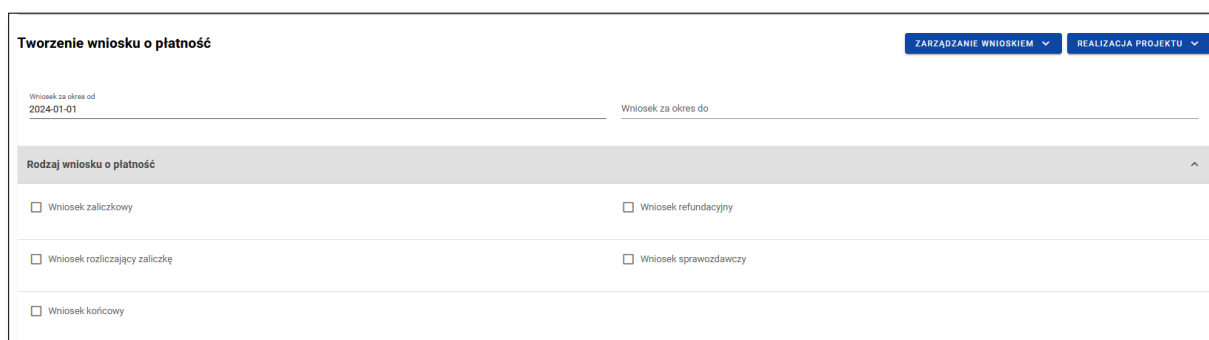 Tworzenie wniosku o płatność
ZARZĄDZANIE WNIOSKIEM
REALIZACJA PROJEKTU
Wniosek za okres od
2024-01-01
Wniosek za okres do
Rodzaj wniosku o płatność
Wniosek zaliczkowy
Wniosek refundacyjny
Wniosek rozliczający zaliczkę
Wniosek sprawozdawczy
Wniosek końcowy